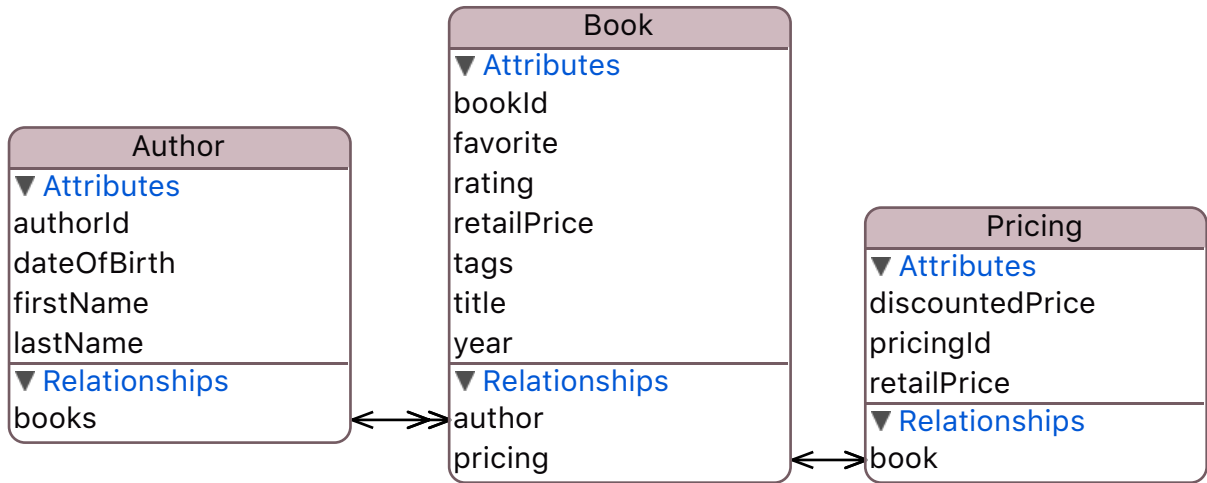 Author
▼ Attributes
authorId
dateOfBirth
firstName
lastName
▼ Relationships
books
Book
▼ Attributes
bookId
favorite
rating
retailPrice
tags
title
year
▼ Relationships
author
pricing
Pricing
▼ Attributes
discountedPrice
pricingId
retailPrice
▼ Relationships
book